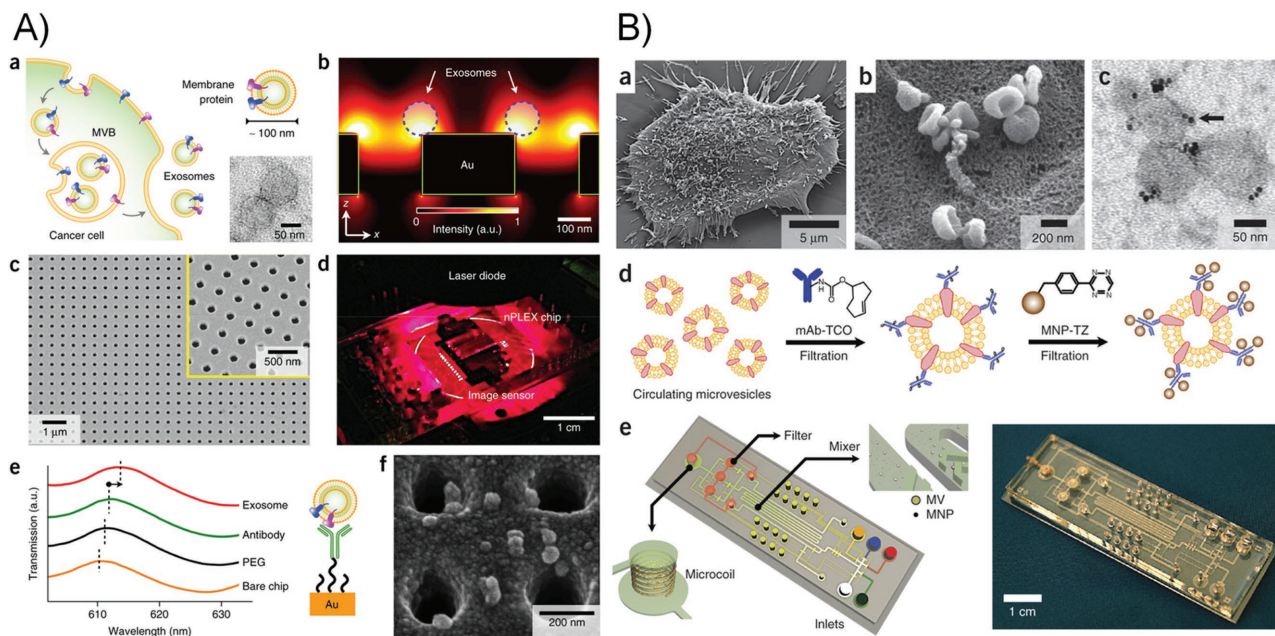 A)
a
Membrane
protein
~ 100 nm
MVB
Exosomes
50 nm
Cancer cell
b
Exosomes
Au
z
x
0
1
Intensity (a.u.)
100 nm
c
500 nm
1 μm
d
Laser diode
nPLEX chip
Image sensor
1 cm
e
Transmission (a.u.)
Exosome
Antibody
PEG
Bare chip
610
620
630
Wavelength (nm)
Au
f
200 nm
B)
a
5 μm
b
200 nm
c
50 nm
d
N
H
O
O
mAb-TCO
Filtration
N
N
N
N
MNP-TZ
Filtration
Circulating microvesicles
e
Filter
Mixer
MV
MNP
Microcoil
Inlets
1 cm